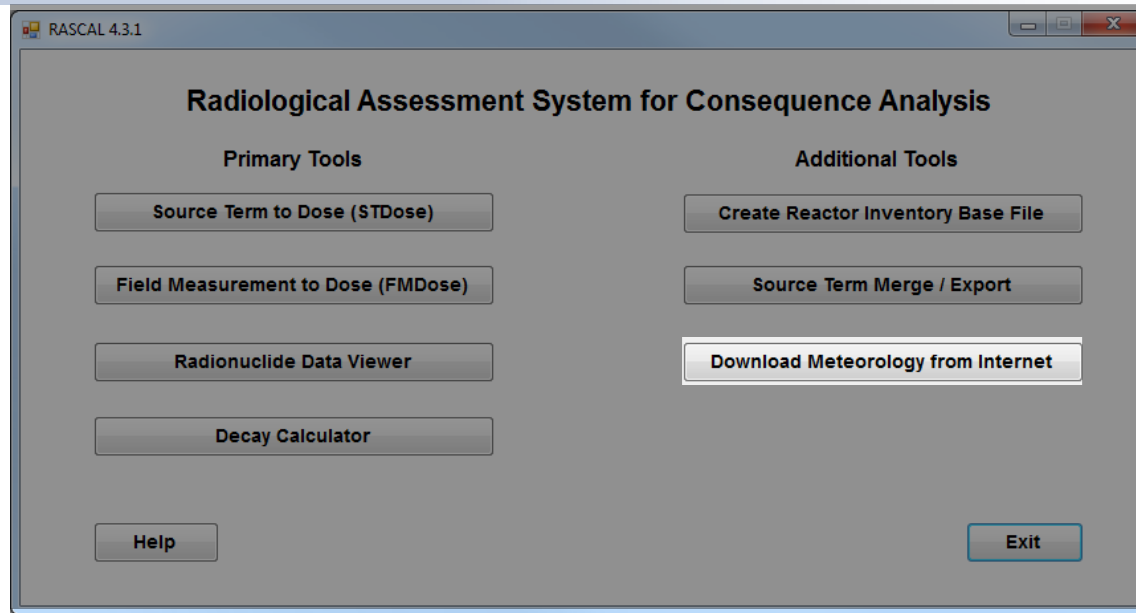 RASCAL 4.3.1
Radiological Assessment System for Consequence Analysis
Primary Tools
Additional Tools
Source Term to Dose (STDose)
Create Reactor Inventory Base File
Field Measurement to Dose (FMDose)
Source Term Merge / Export
Radionuclide Data Viewer
Download Meteorology from Internet
Decay Calculator
Help
Exit